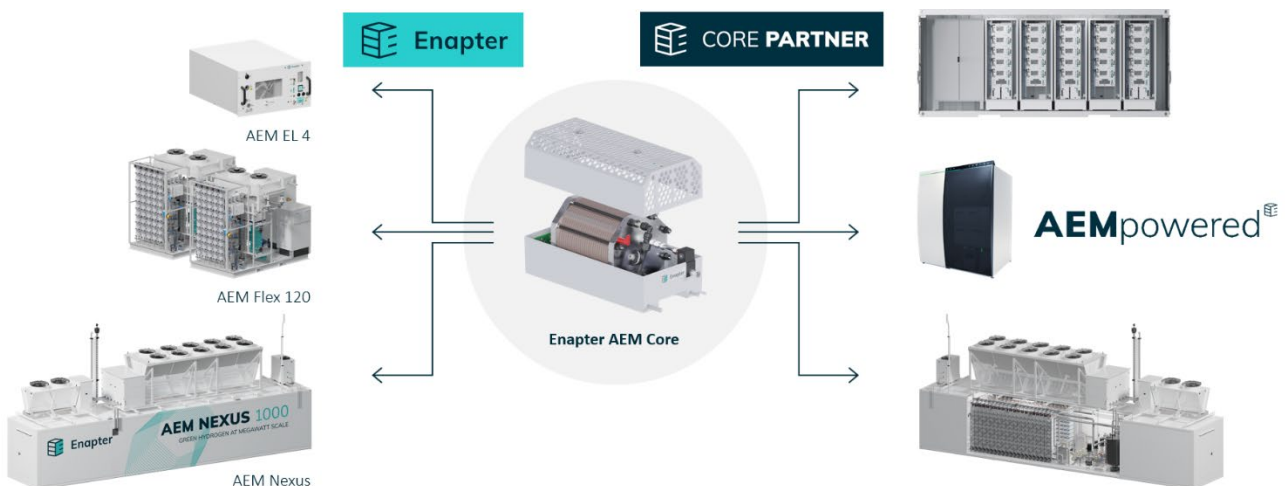 Enapter
CORE PARTNER
AEM EL 4
AEM Flex 120
Enapter
Enapter AEM Core
AEMpowered
Enapter
AEM NEXUS 1000
GREEN HYDROGEN AT MEGAWATT SCALE
AEM Nexus